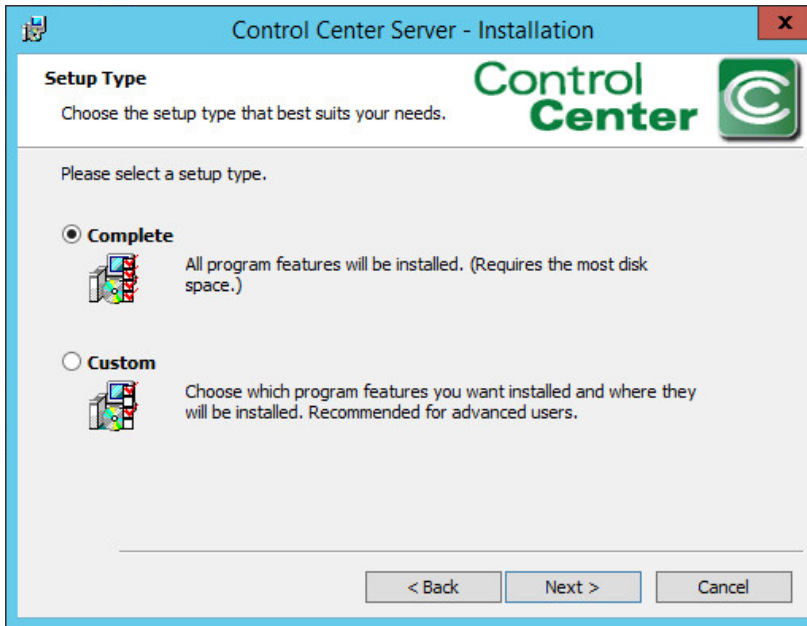 Control Center Server - Installation
x
Setup Type
Choose the setup type that best suits your needs.
Control
Center
Please select a setup type.
Complete
All program features will be installed. (Requires the most disk
space.)
Custom
Choose which program features you want installed and where they
will be installed. Recommended for advanced users.
< Back
Next >
Cancel